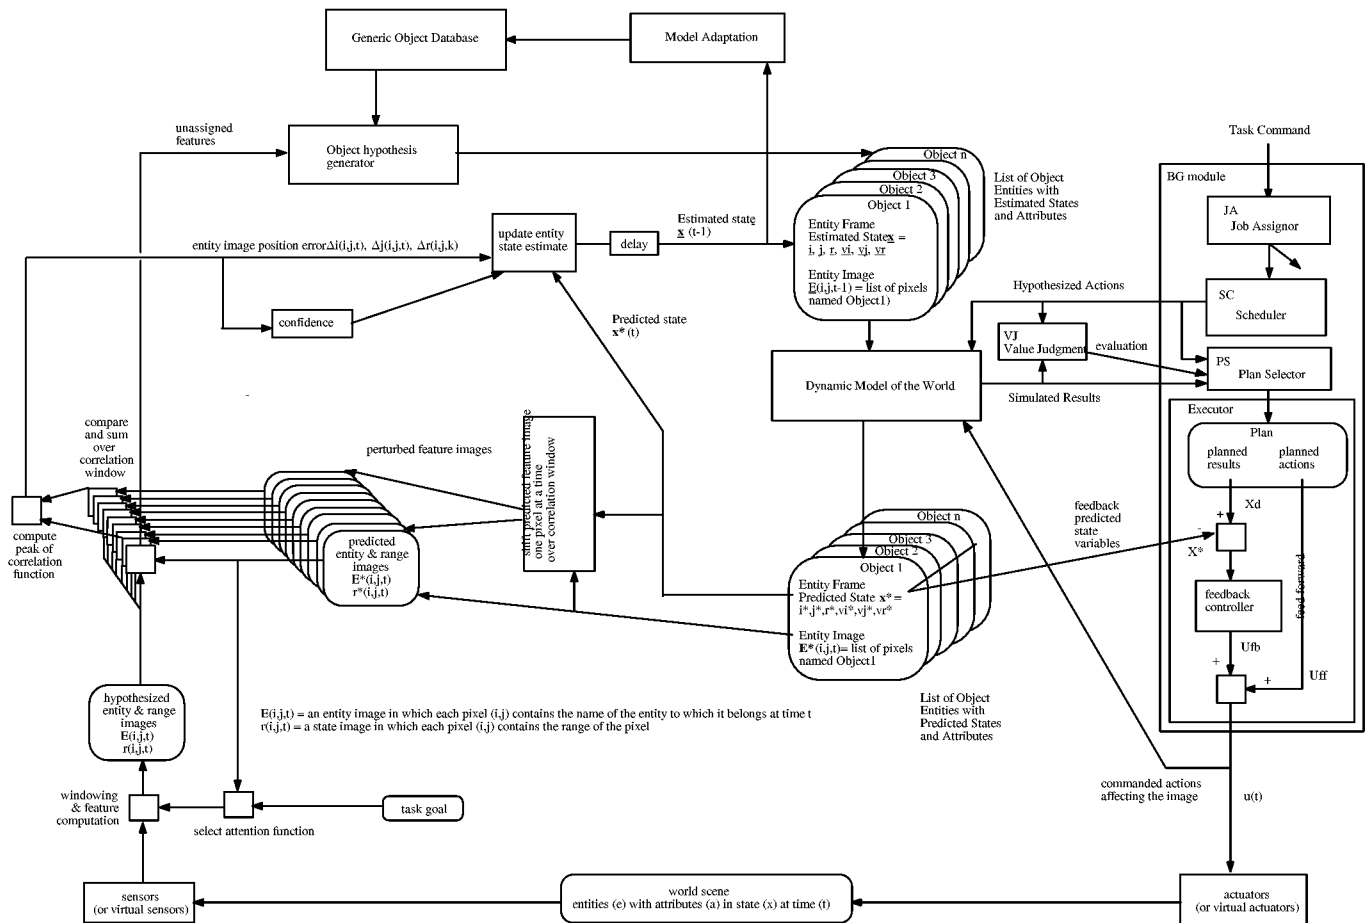 Generic Object Database
Model Adaptation
unassigned
features
Object hypothesis
generator
Task Command
BG module
JA
Job Assignor
SC
Scheduler
PS
Plan Selector
Executor
Plan
planned
results
planned
actions
Xd
+
-
X*
feedback
controller
feed forward
Ufb
+
+
Uff
Object n
Object 3
Object 2
Object 1
Entity Frame
Estimated State x =
i, j, r, vi, vj, vr
Entity Image
E(i,j,t-1) = list of pixels
named Object1)
List of Object
Entities with
Estimated States
and Attributes
entity image position errorΔi(i,j,t), Δj(i,j,t), Δr(i,j,k)
update entity
state estimate
delay
Estimated state
x (t-1)
confidence
Predicted state
x* (t)
Hypothesized Actions
VJ
Value Judgment
evaluation
Simulated Results
Dynamic Model of the World
compare
and sum
over
correlation
window
compute
peak of
correlation
function
perturbed feature images
shift predicted feature image
one pixel at a time
over correlation window
predicted
entity & range
images
E*(i,j,t)
r*(i,j,t)
feedback
predicted
state
variables
Object n
Object 3
Object 2
Object 1
Entity Frame
Predicted State x* =
i*,j*,r*,vi*,vj*,vr*
Entity Image
E*(i,j,t)= list of pixels
named Object1
List of Object
Entities with
Predicted States
and Attributes
hypothesized
entity & range
images
E(i,j,t)
r(i,j,t)
E(i,j,t) = an entity image in which each pixel (i,j) contains the name of the entity to which it belongs at time t
r(i,j,t) = a state image in which each pixel (i,j) contains the range of the pixel
windowing
& feature
computation
select attention function
task goal
commanded actions
affecting the image
u(t)
sensors
(or virtual sensors)
world scene
entities (e) with attributes (a) in state (x) at time (t)
actuators
(or virtual actuators)